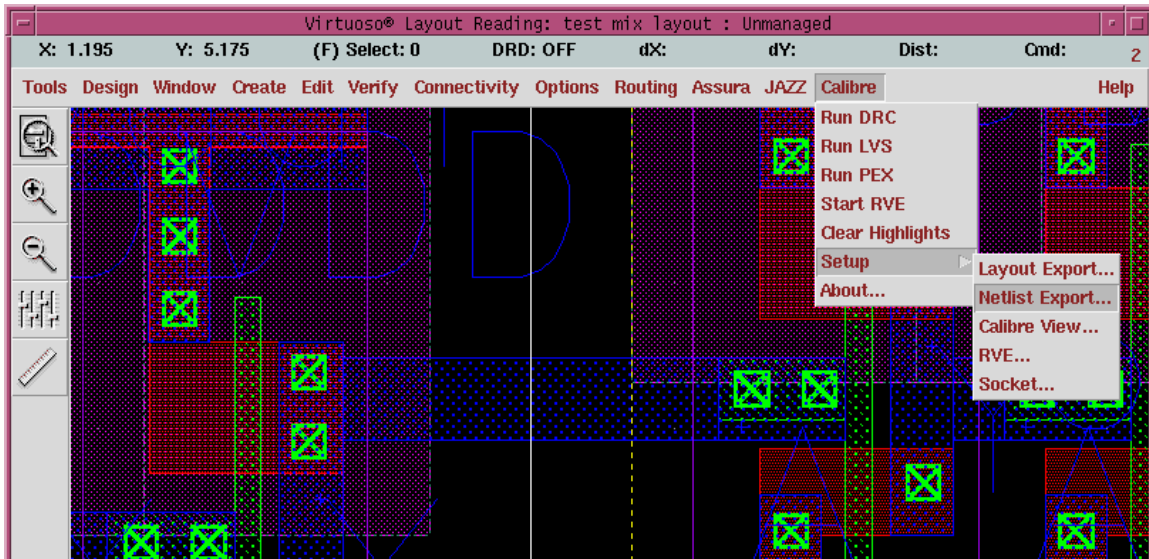 Virtuoso® Layout Reading: test mix layout : Unmanaged
X: 1.195 Y: 5.175 (F) Select: 0 DRD: OFF dX: dY: Dist: Cmd: 2
Tools Design Window Create Edit Verify Connectivity Options Routing Assura JAZZ Calibre Help
Run DRC
Run LVS
Run PEX
Start RVE
Clear Highlights
Setup
About...
Layout Export...
Netlist Export...
Calibre View...
RVE...
Socket...
D